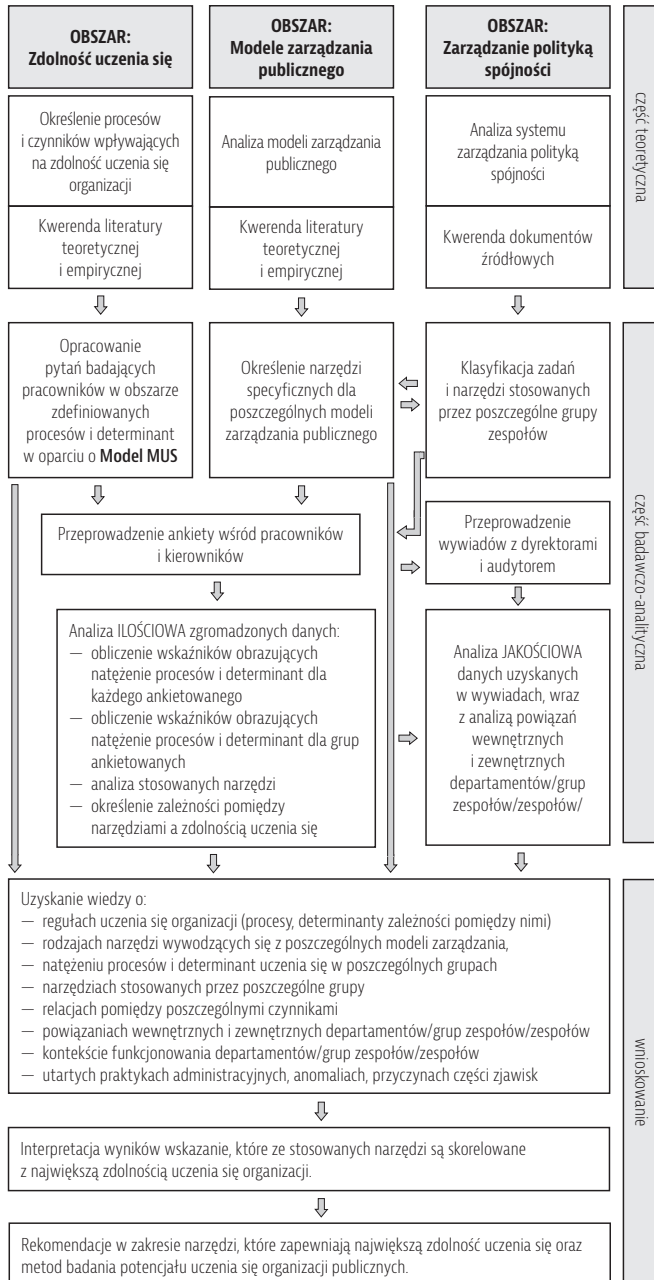 OBSZAR:
Zdolność uczenia się
OBSZAR:
Modele zarządzania
publicznego
OBSZAR:
Zarządzanie polityką
spójności
część teoretyczna
Określenie procesów
i czynników wpływających
na zdolność uczenia się
organizacji
Analiza modeli zarządzania
publicznego
Analiza systemu
zarządzania polityką
spójności
Kwerenda literatury
teoretycznej
i empirycznej
Kwerenda literatury
teoretycznej
i empirycznej
Kwerenda dokumentów
źródłowych
Opracowanie
pytań badających
pracowników w obszarze
zdefiniowanych
procesów i determinant
w oparciu o Model MUS
Określenie narzędzi
specyficznych dla
poszczególnych modeli
zarządzania publicznego
Klasyfikacja zadań
i narzędzi stosowanych
przez poszczególne grupy
zespołów
część badawczo-analityczna
Przeprowadzenie ankiety wśród pracowników
i kierowników
Przeprowadzenie
wywiadów z dyrektorami
i audytorem
Analiza ILOŚCIOWA zgromadzonych danych:
— obliczenie wskaźników obrazujących
natężenie procesów i determinant dla
każdego ankietowanego
— obliczenie wskaźników obrazujących
natężenie procesów i determinant dla grup
ankietowanych
— analiza stosowanych narzędzi
— określenie zależności pomiędzy
narzędziami a zdolnością uczenia się
Analiza JAKOŚCIOWA
danych uzyskanych
w wywiadach, wraz
z analizą powiązań
wewnętrznych
i zewnętrznych
departamentów/grup
zespołów/zespołów/
Uzyskanie wiedzy o:
— regułach uczenia się organizacji (procesy, determinanty zależności pomiędzy nimi)
— rodzajach narzędzi wywodzących się z poszczególnych modeli zarządzania,
— natężeniu procesów i determinant uczenia się w poszczególnych grupach
— narzędziach stosowanych przez poszczególne grupy
— relacjach pomiędzy poszczególnymi czynnikami
— powiązaniach wewnętrznych i zewnętrznych departamentów/grup zespołów/zespołów
— kontekście funkcjonowania departamentów/grup zespołów/zespołów
— utartych praktykach administracyjnych, anomaliach, przyczynach części zjawisk
wnioskowanie
Interpretacja wyników wskazanie, które ze stosowanych narzędzi są skorelowane
z największą zdolnością uczenia się organizacji.
Rekomendacje w zakresie narzędzi, które zapewniają największą zdolność uczenia się oraz
metod badania potencjału uczenia się organizacji publicznych.